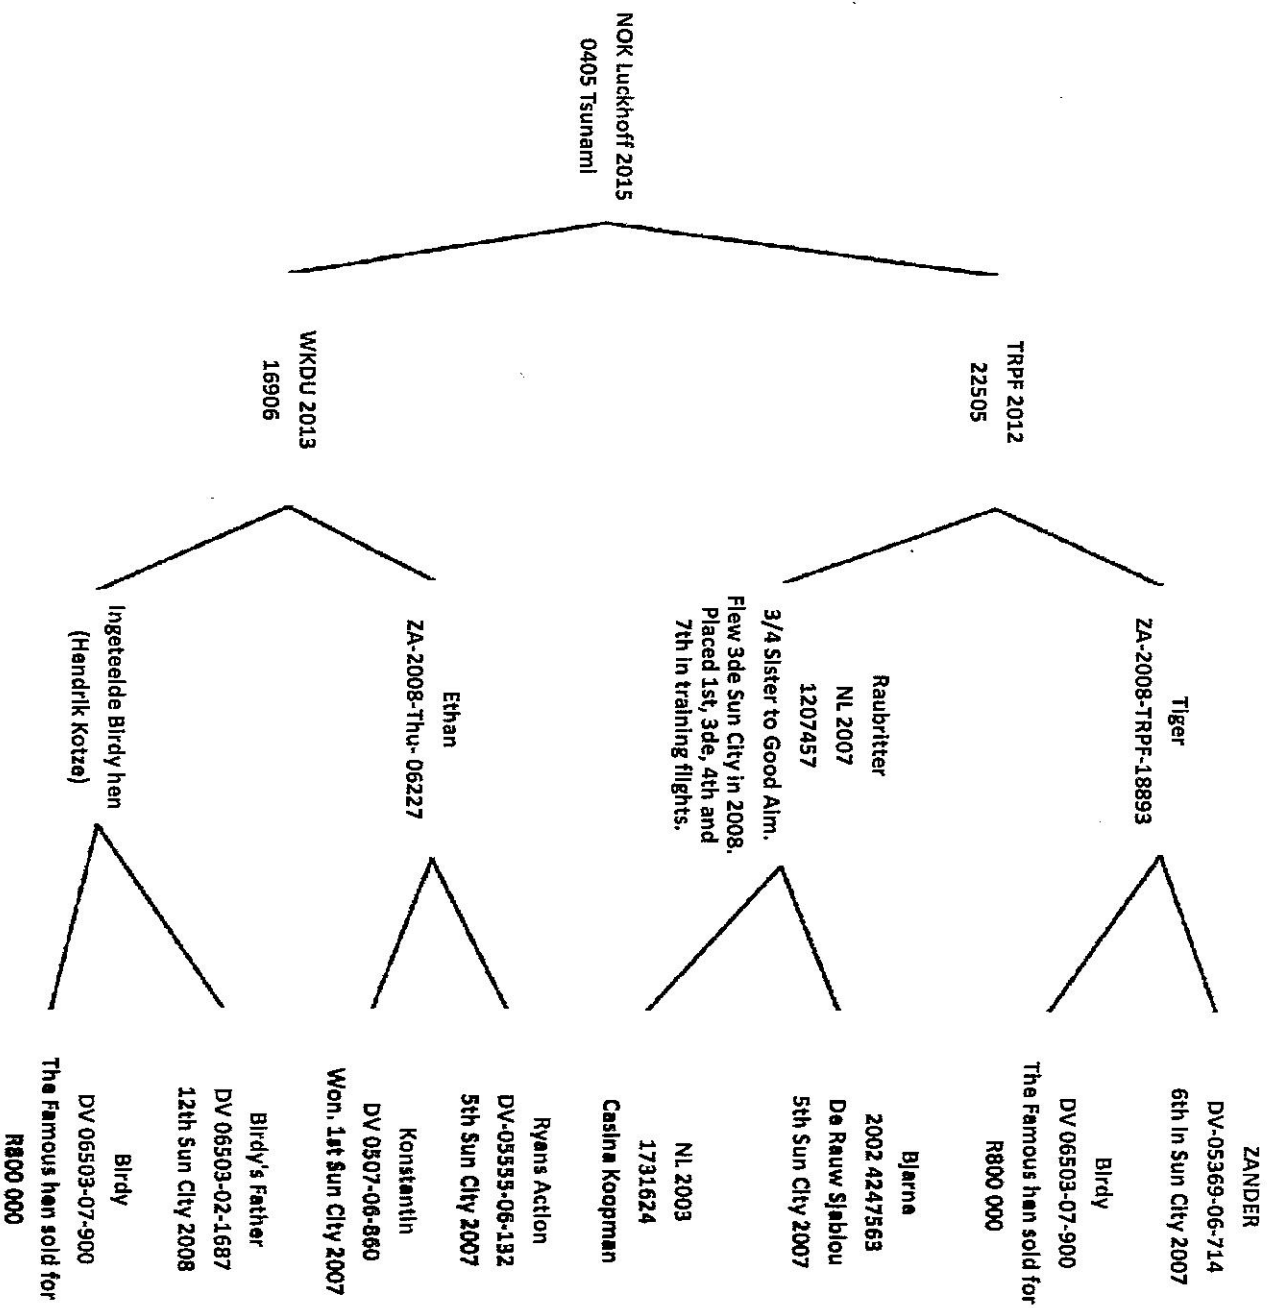 NOK Luckhoff 2015
0405 Tsunami
TRPF 2012
22505
WKDU 2013
16906
Tiger
ZA-2008-TRPF-18893
Raubritter
NL 2007
1207457
3/4 Sister to Good Aim.
Flew 3de Sun City in 2008.
Placed 1st, 3de, 4th and
7th in training flights.
Ethan
ZA-2008-Thu- 06227
Ingeteelde Birdy hen
(Hendrik Kotze)
ZANDER
DV-05369-06-714
6th in Sun City 2007
Birdy
DV 06503-07-900
The Famous hen sold for
R800 000
Bjarne
2002 4247563
De Rauw Sjablou
5th Sun City 2007
NL 2003
1731624
Casina Koopman
Ryans Action
DV-05555-06-132
5th Sun City 2007
Konstantin
DV 0507-06-860
Won. 1st Sun City 2007
Birdy's Father
DV 06503-02-1687
12th Sun City 2008
Birdy
DV 06503-07-900
The Famous hen sold for
R800 000